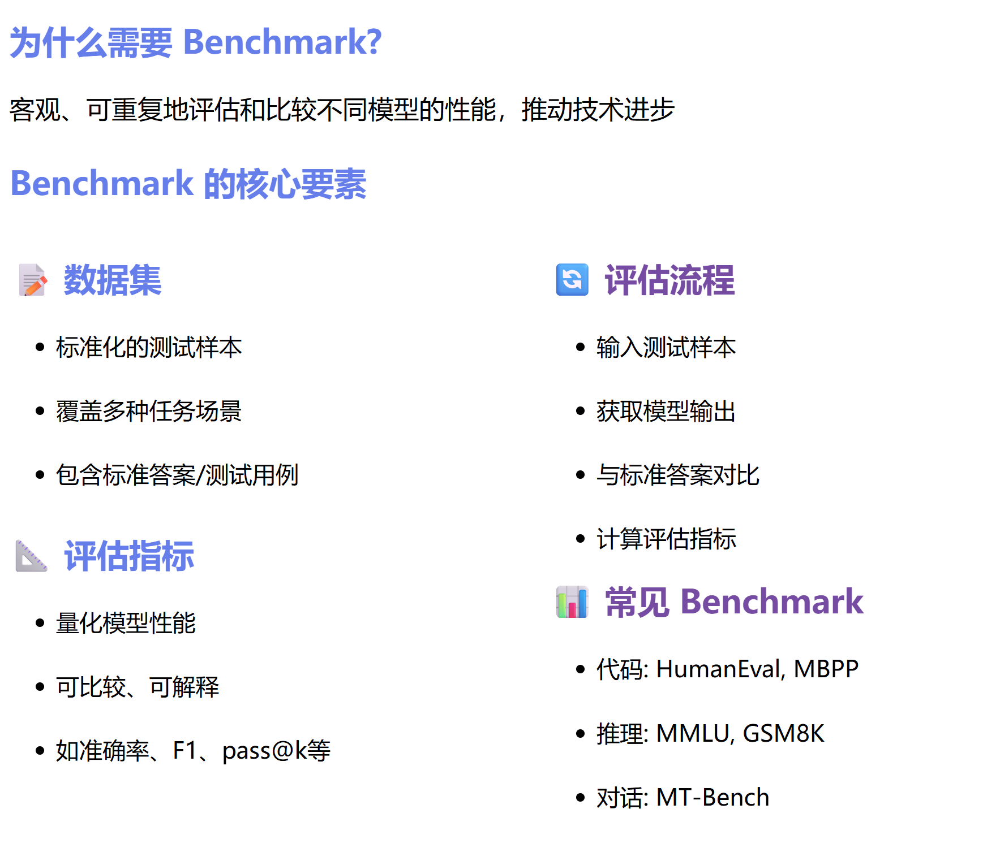 为什么需要 Benchmark?
客观、可重复地评估和比较不同模型的性能，推动技术进步
Benchmark 的核心要素
数据集
标准化的测试样本
覆盖多种任务场景
包含标准答案/测试用例
评估指标
量化模型性能
可比较、可解释
如准确率、F1、pass@k等
评估流程
输入测试样本
获取模型输出
与标准答案对比
计算评估指标
常见 Benchmark
代码: HumanEval, MBPP
推理: MMLU, GSM8K
对话: MT-Bench